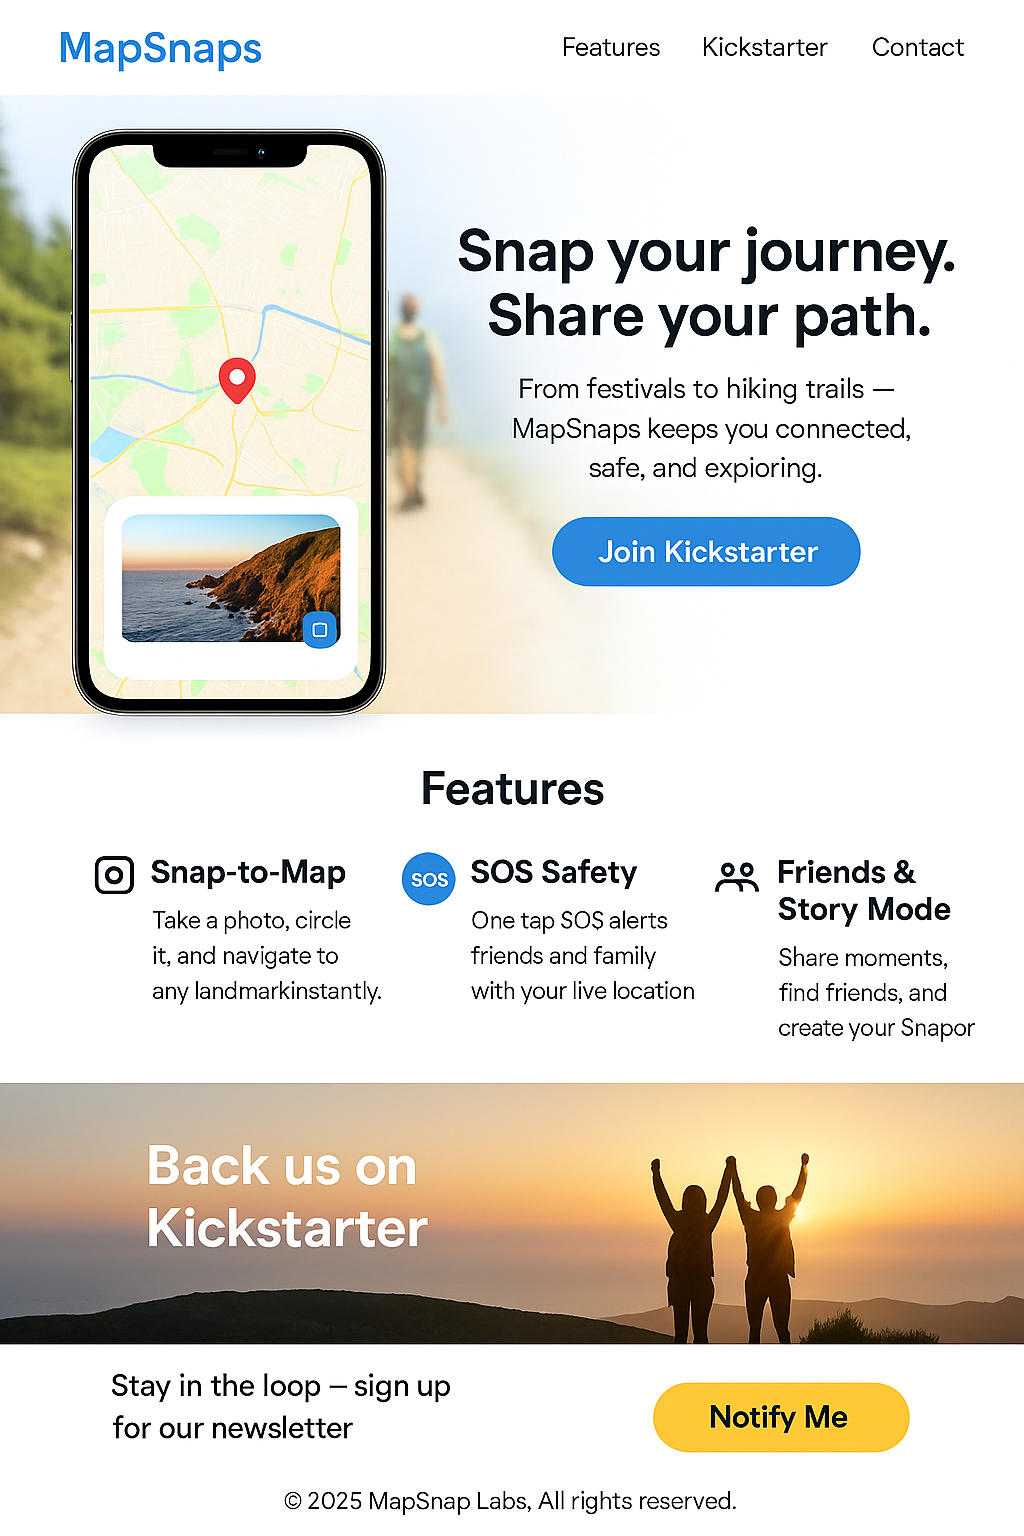 MapSnaps
Features Kickstarter Contact
Snap your journey.
Share your path.
From festivals to hiking trails —
MapSnaps keeps you connected,
safe, and expioring.
Join Kickstarter
Features
Snap-to-Map
Take a photo, circle
it, and navigate to
any landmarkinstantly.
SOS
SOS Safety
One tap SOS alerts
friends and family
with your live location
Friends &
Story Mode
Share moments,
find friends, and
create your Snapor
Back us on
Kickstarter
Stay in the loop – sign up
for our newsletter
Notify Me
© 2025 MapSnap Labs, All rights reserved.